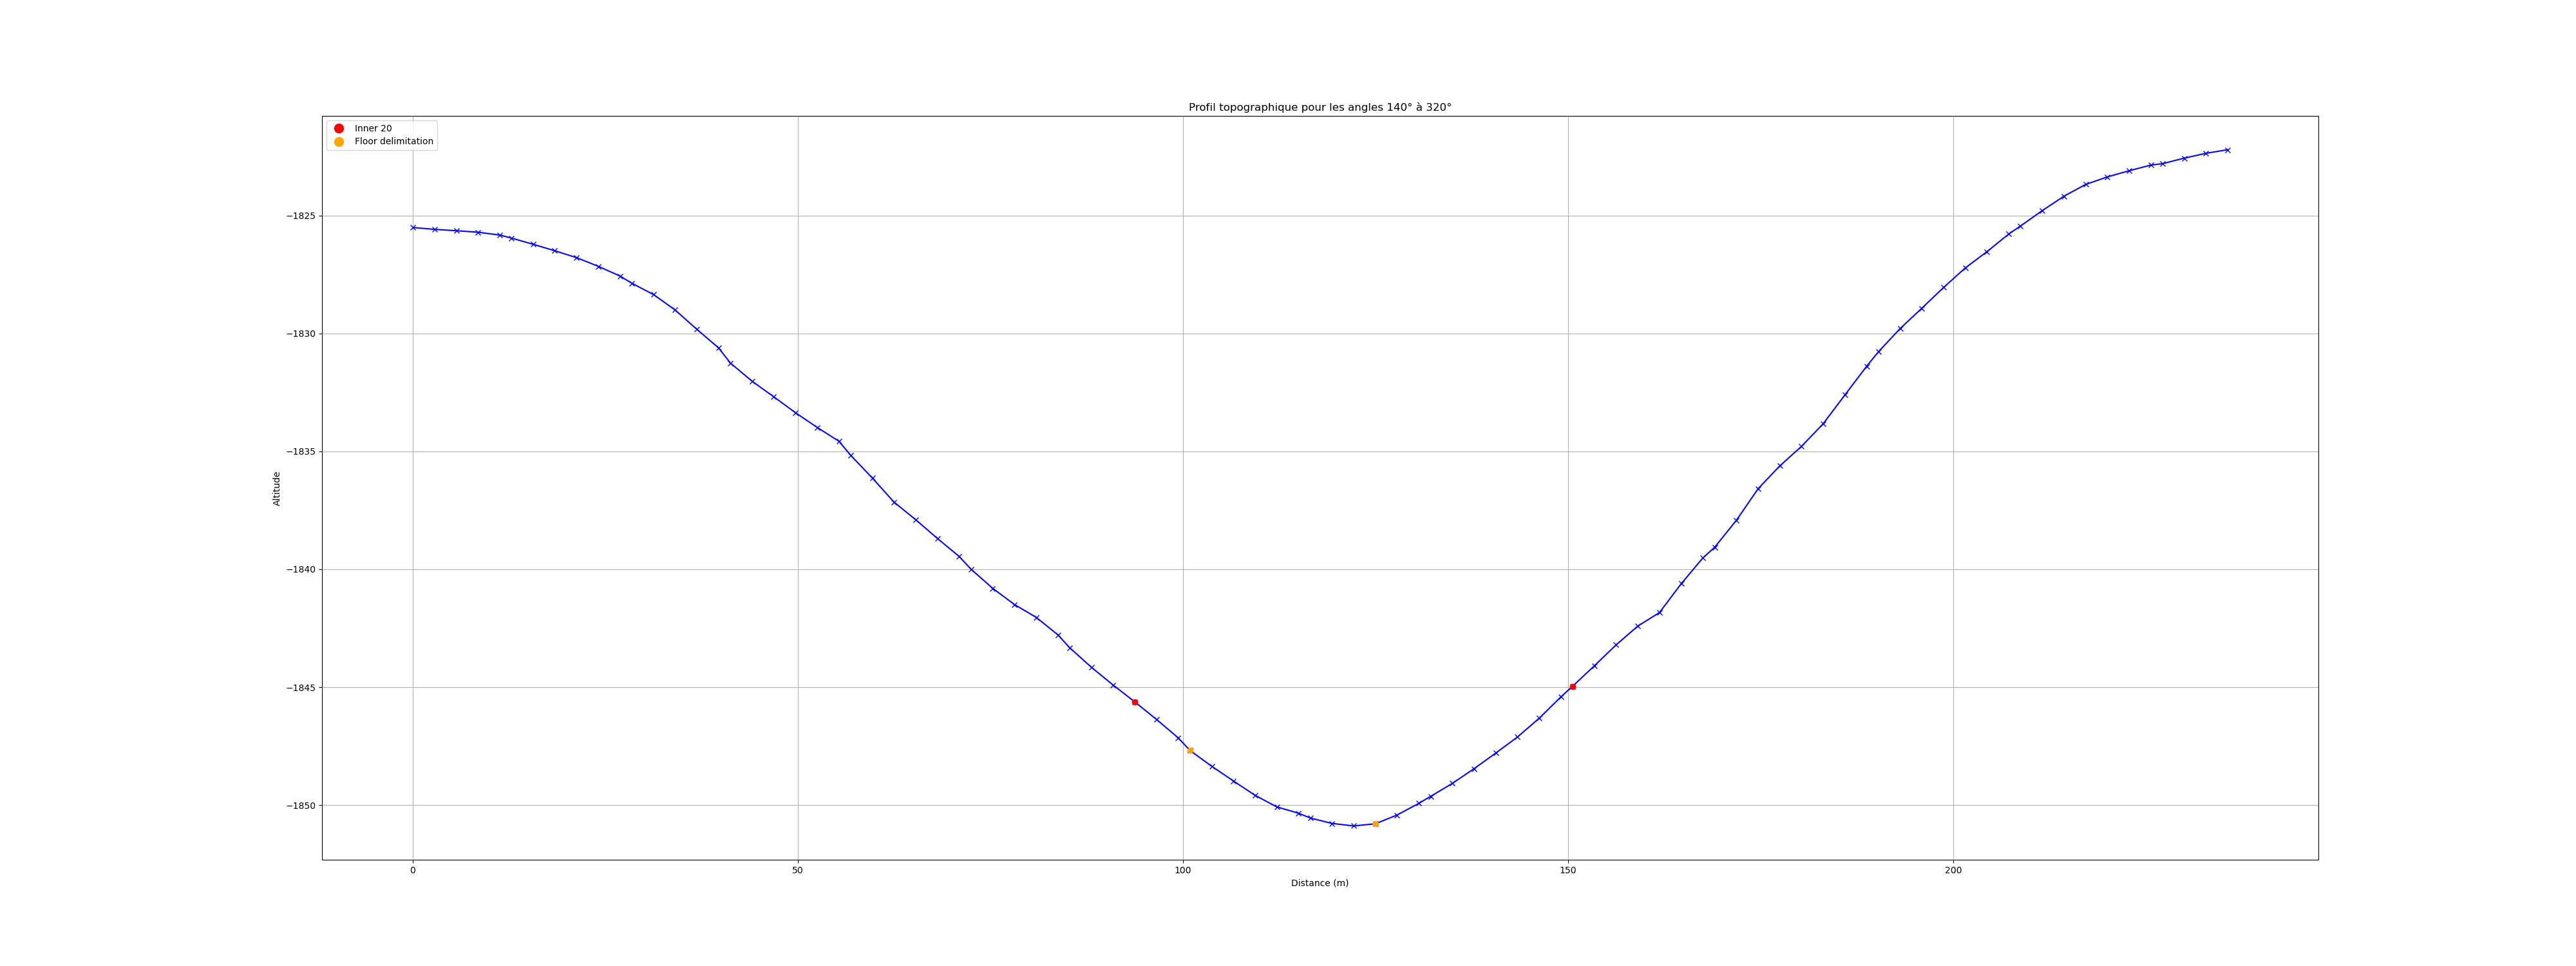 Profil topographique pour les angles 140° à 320°
Inner 20
Floor delimitation
−1825
−1830
−1835
−1840
−1845
−1850
Altitude
0 50 100 150 200
Distance (m)